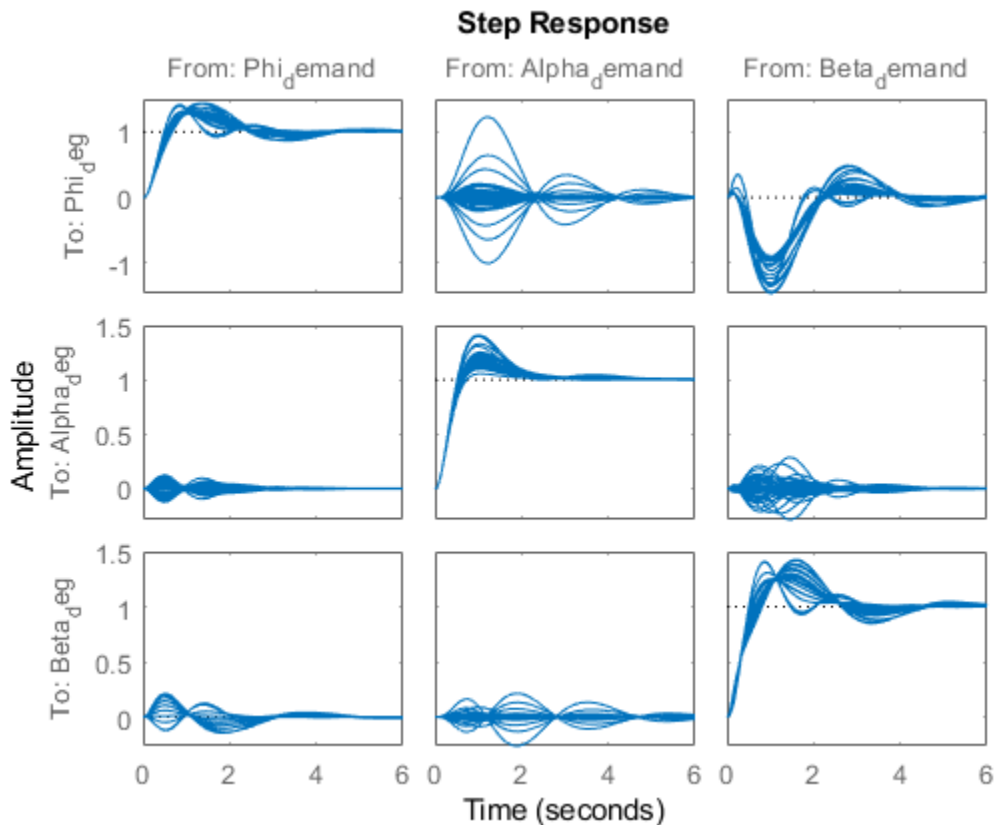 Step Response
From: Phi_demand From: Alpha_demand From: Beta_demand
To: Phi_deg
1
0
-1
To: Alpha_deg
1.5
1
0.5
0
Amplitude
To: Beta_deg
1.5
1
0.5
0
0 2 4 6 0 2 4 6 0 2 4 6
Time (seconds)